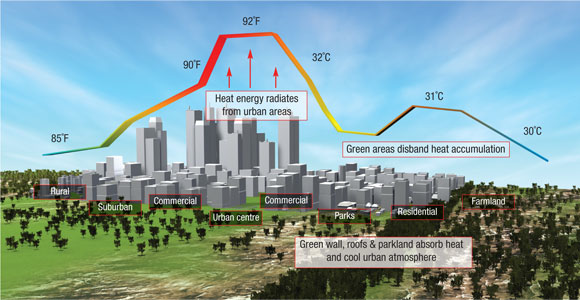 92°F
90°F
32°C
Heat energy radiates
from urban areas
31°C
85°F
30°C
Green areas disband heat accumulation
Rural
Suburban
Commercial
Urban centre
Commercial
Parks
Residential
Farmland
Green wall, roofs & parkland absorb heat
and cool urban atmosphere